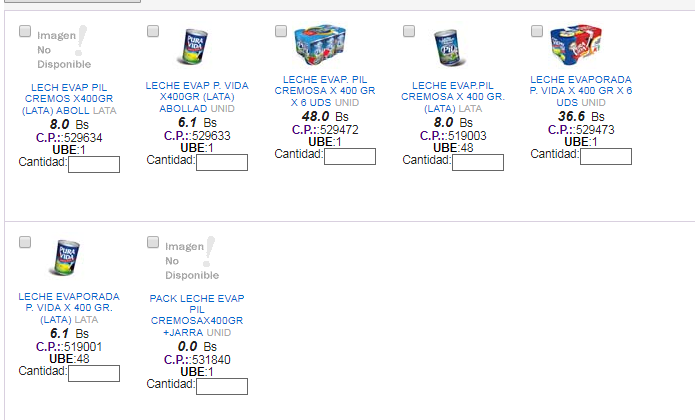 Imagen
No
Disponible
LECH EVAP PIL
CREMOS X400GR
(LATA) ABOLL LATA
8.0 Bs
C.P.::529634
UBE:1
Cantidad:
PURA
VIDA
LECHE EVAP P. VIDA
X400GR (LATA)
ABOLLAD UNID
6.1 Bs
C.P.::529633
UBE:1
Cantidad:
LECHE EVAP. PIL
CREMOSA X 400 GR
X 6 UDS UNID
48.0 Bs
C.P.::529472
UBE:1
Cantidad:
Pil
LECHE EVAP.PIL
CREMOSA X 400 GR.
(LATA) LATA
8.0 Bs
C.P.::519003
UBE:48
Cantidad:
LECHE EVAPORADA
P. VIDA X 400 GR X 6
UDS UNID
36.6 Bs
C.P.::529473
UBE:1
Cantidad:
PURA
VIDA
LECHE EVAPORADA
P. VIDA X 400 GR.
(LATA) LATA
6.1 Bs
C.P.::519001
UBE:48
Cantidad:
Imagen
No
Disponible
PACK LECHE EVAP
PIL
CREMOSAX400GR
+JARRA UNID
0.0 Bs
C.P.::531840
UBE:1
Cantidad: